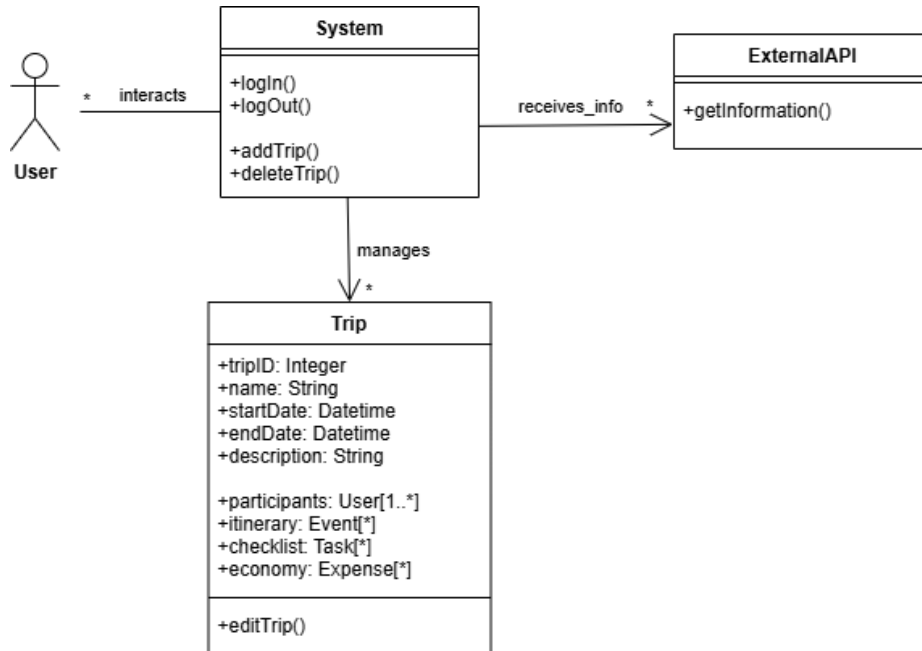 System
+logIn()
+logOut()
+addTrip()
+deleteTrip()
User
* interacts
receives_info *
ExternalAPI
+getInformation()
manages
*
Trip
+tripID: Integer
+name: String
+startDate: Datetime
+endDate: Datetime
+description: String
+participants: User[1..*]
+itinerary: Event[*]
+checklist: Task[*]
+economy: Expense[*]
+editTrip()